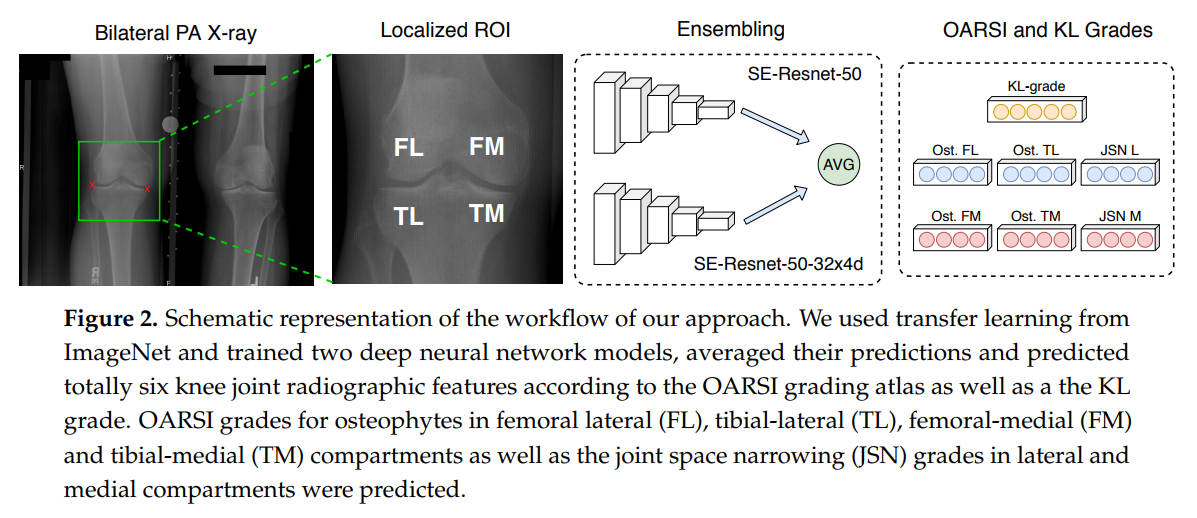 Bilateral PA X-ray
Localized ROI
Ensembling
OARSI and KL Grades
H
R
F
FL
FM
TL
TM
SE-Resnet-50
AVG
SE-Resnet-50-32x4d
KL-grade
Ost. FL
Ost. TL
JSN L
Ost. FM
Ost. TM
JSN M
Figure 2. Schematic representation of the workflow of our approach. We used transfer learning from
ImageNet and trained two deep neural network models, averaged their predictions and predicted
totally six knee joint radiographic features according to the OARSI grading atlas as well as a the KL
grade. OARSI grades for osteophytes in femoral lateral (FL), tibial-lateral (TL), femoral-medial (FM)
and tibial-medial (TM) compartments as well as the joint space narrowing (JSN) grades in lateral and
medial compartments were predicted.